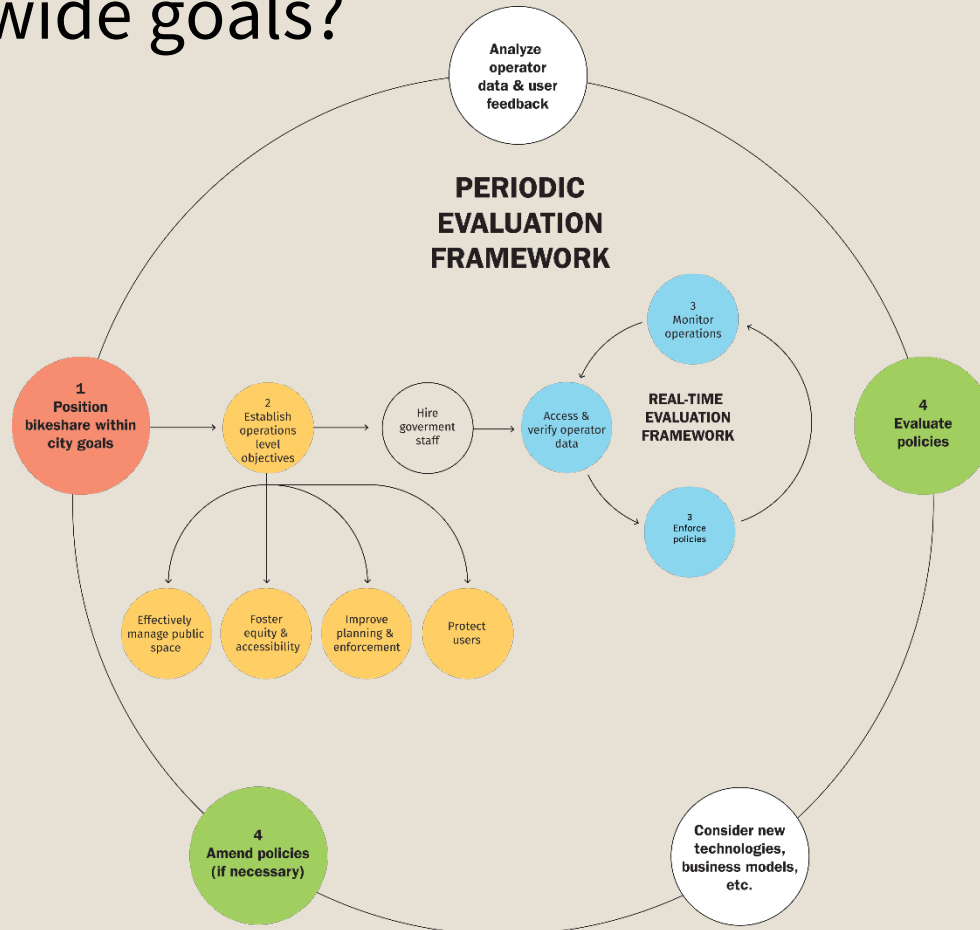 wide goals?
Analyze
operator
data & user
feedback
PERIODIC
EVALUATION
FRAMEWORK
3
Monitor
operations
1
Position
bikeshare within
city goals
2
Establish
operations
level
objectives
Hire
goverment
staff
Access &
verify operator
data
REAL-TIME
EVALUATION
FRAMEWORK
4
Evaluate
policies
3
Enforce
policies
Effectively
manage public
space
Foster
equity &
accessibility
Improve
planning &
enforcement
Protect
users
4
Amend policies
(if necessary)
Consider new
technologies,
business models,
etc.